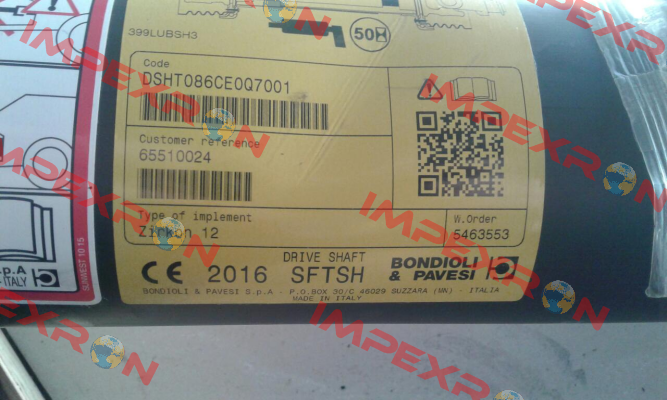 50H
399LUBSH3
Code
DSHT086CE0Q7001
Customer reference
65510024
Type of implement
Zirkon 12
W.Order
5463553
DRIVE SHAFT
CE 2016 SFTSH
BONDIOLI & PAVESI
BONDIOLI & PAVESI S.p.A - P.O.BOX 30/C 46029 SUZZARA (MN) - ITALIA
MADE IN ITALY
p.A
- ITALY
IMPEXRON
IMPEXRON
IMPEXRON
IMPEXRON
IMPEXRON